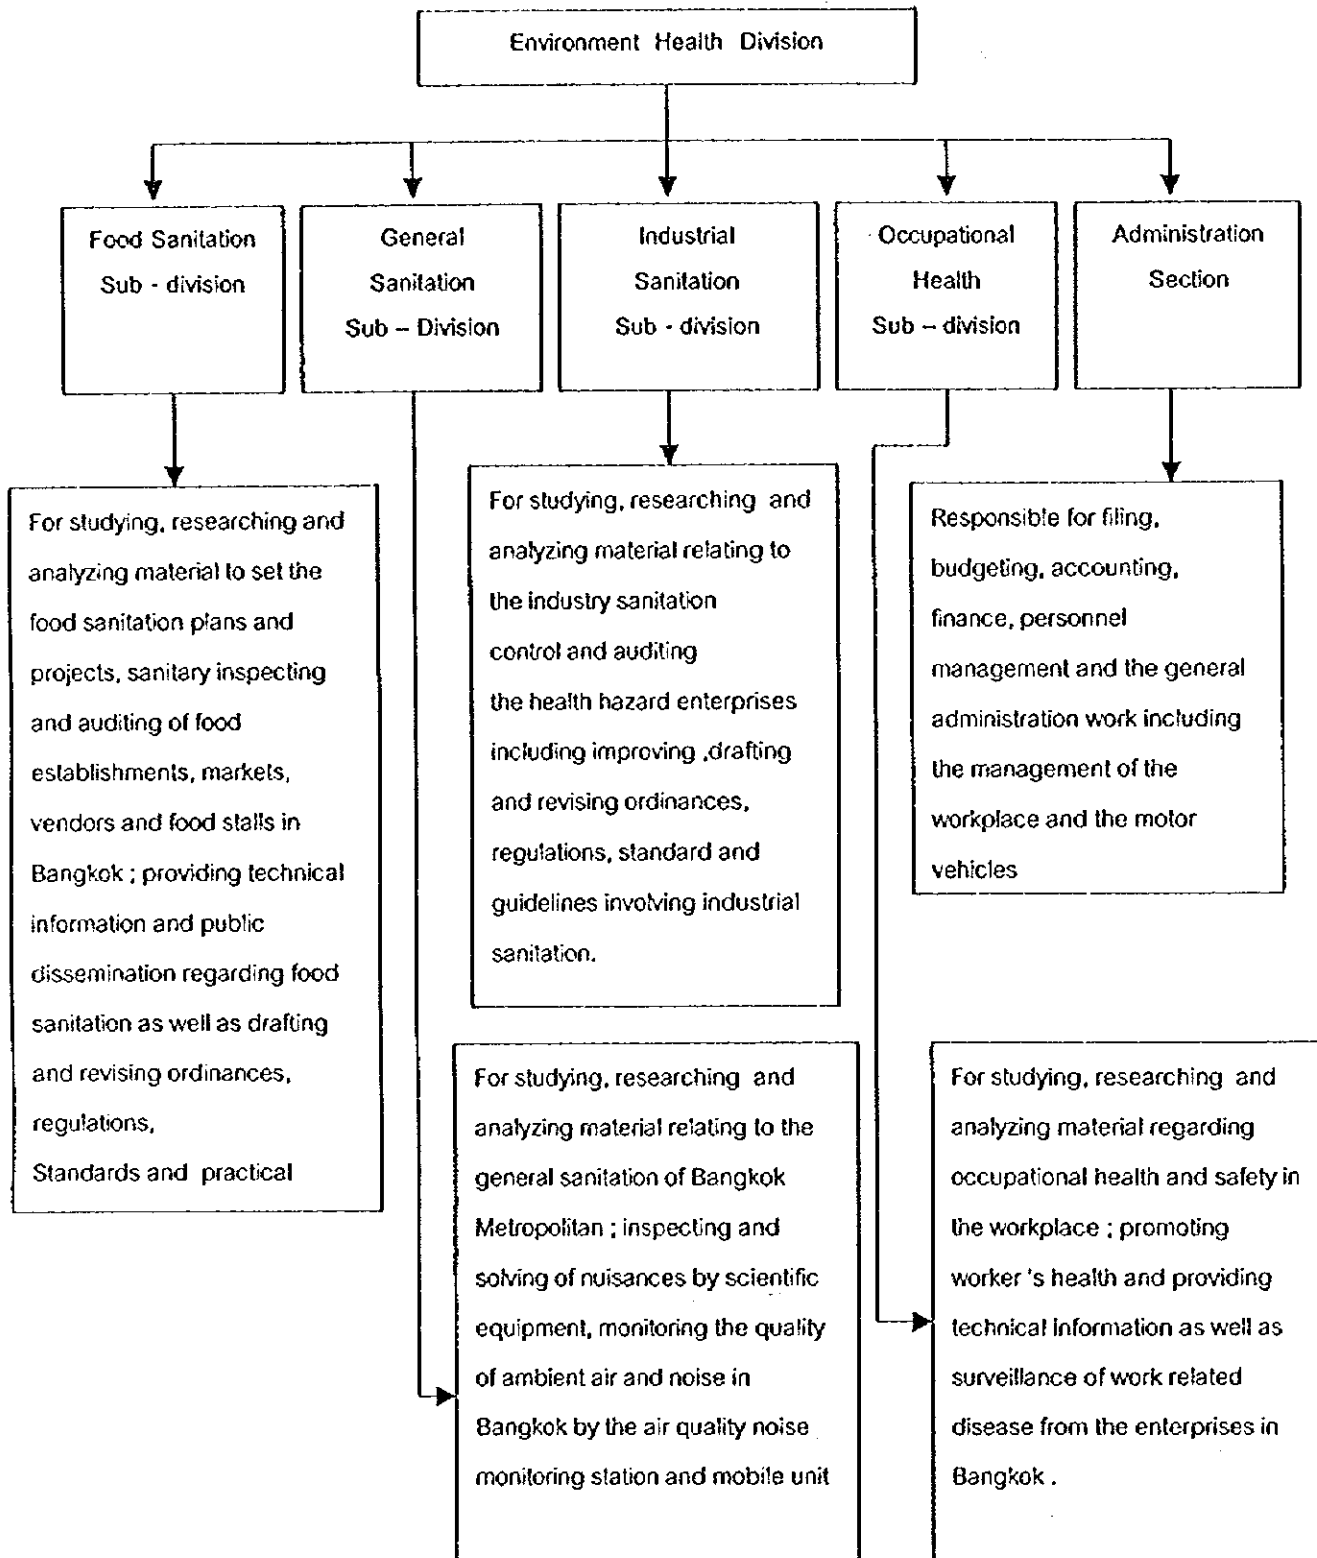 Environment Health Division
Food Sanitation
Sub - division
General
Sanitation
Sub – Division
Industrial
Sanitation
Sub - division
Occupational
Health
Sub – division
Administration
Section
For studying, researching and
analyzing material to set the
food sanitation plans and
projects, sanitary inspecting
and auditing of food
establishments, markets,
vendors and food stalls in
Bangkok ; providing technical
information and public
dissemination regarding food
sanitation as well as drafting
and revising ordinances,
regulations,
Standards and practical
For studying, researching and
analyzing material relating to
the industry sanitation
control and auditing
the health hazard enterprises
including improving ,drafting
and revising ordinances,
regulations, standard and
guidelines involving industrial
sanitation.
Responsible for filing,
budgeting, accounting,
finance, personnel
management and the general
administration work including
the management of the
workplace and the motor
vehicles
For studying, researching and
analyzing material relating to the
general sanitation of Bangkok
Metropolitan ; inspecting and
solving of nuisances by scientific
equipment, monitoring the quality
of ambient air and noise in
Bangkok by the air quality noise
monitoring station and mobile unit
For studying, researching and
analyzing material regarding
occupational health and safety in
the workplace ; promoting
worker 's health and providing
technical information as well as
surveillance of work related
disease from the enterprises in
Bangkok .